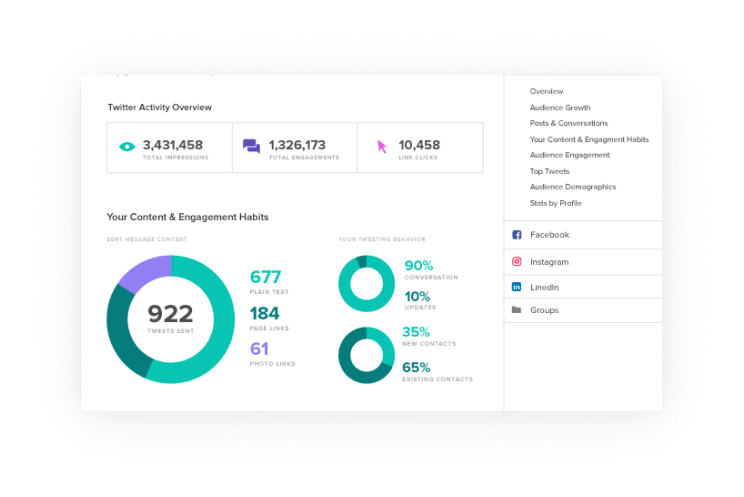 Twitter Activity Overview
3,431,458
TOTAL IMPRESSIONS
1,326,173
TOTAL ENGAGEMENTS
10,458
LINK CLICKS
Your Content & Engagement Habits
SENT MESSAGE CONTENT
922
TWEETS SENT
677
PLAIN TEXT
184
PAGE LINKS
61
PHOTO LINKS
YOUR TWEETING BEHAVIOR
90%
CONVERSATION
10%
UPDATES
35%
NEW CONTACTS
65%
EXISTING CONTACTS
Overview
Audience Growth
Posts & Conversations
Your Content & Engagment Habits
Audience Engagement
Top Tweets
Audience Demographics
Stats by Profile
Facebook
Instagram
LinedIn
Groups